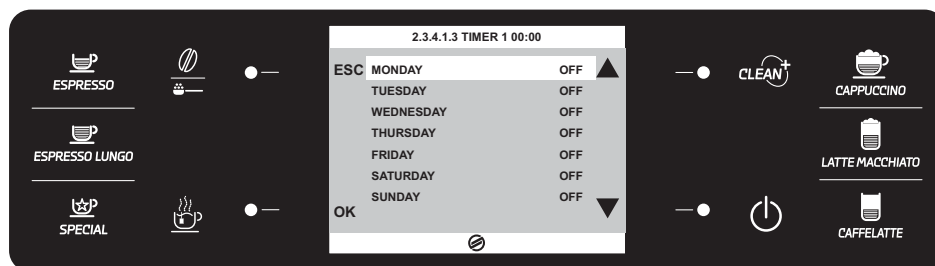 2.3.4.1.3 TIMER 1 00:00
ESC MONDAY OFF
TUESDAY OFF
WEDNESDAY OFF
THURSDAY OFF
FRIDAY OFF
SATURDAY OFF
SUNDAY OFF
OK
ESPRESSO
ESPRESSO LUNGO
SPECIAL
CLEAN+
CAPPUCCINO
LATTE MACCHIATO
CAFFELATTE